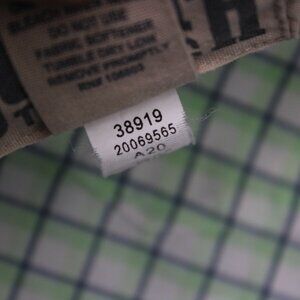 DO NOT USE
FABRIC SOFTENER
TUMBLE DRY LOW
REMOVE PROMPTLY
38919
20069565
A20